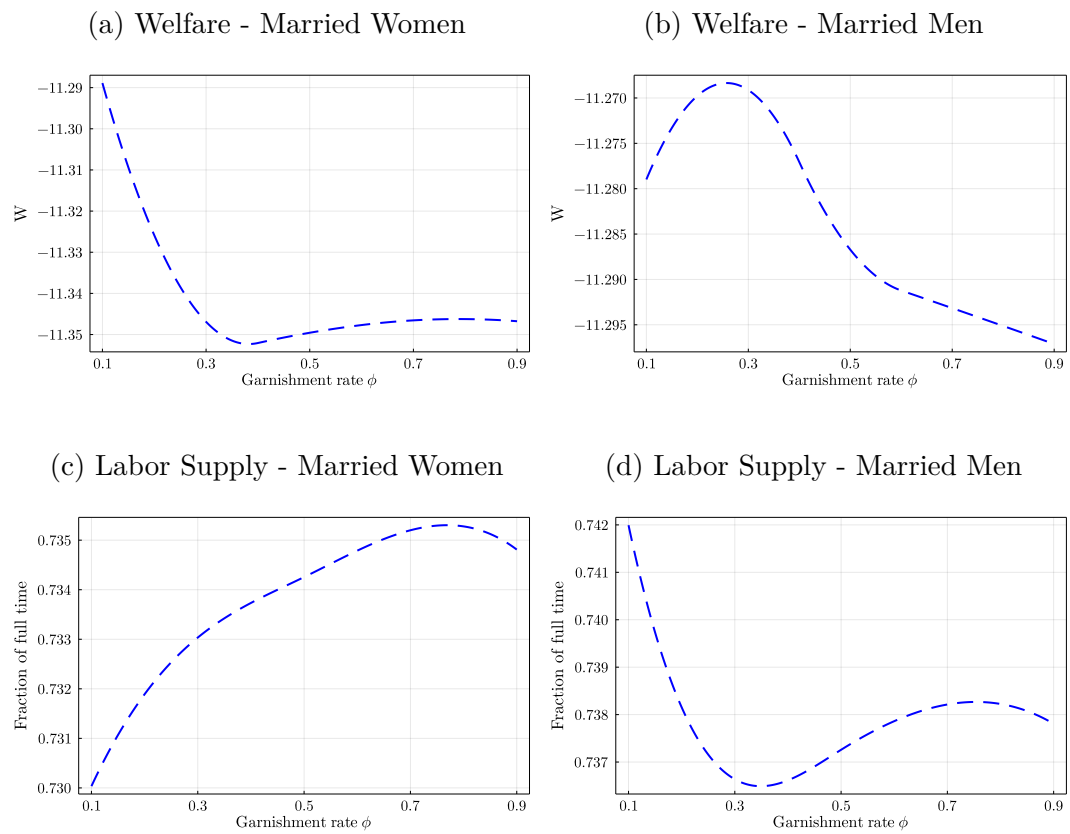 (a) Welfare - Married Women
−11.29
−11.30
−11.31
−11.32
−11.33
−11.34
−11.35
W
0.1 0.3 0.5 0.7 0.9
Garnishment rate ϕ
(b) Welfare - Married Men
−11.270
−11.275
−11.280
−11.285
−11.290
−11.295
W
0.1 0.3 0.5 0.7 0.9
Garnishment rate ϕ
(c) Labor Supply - Married Women
0.735
0.734
0.733
0.732
0.731
0.730
Fraction of full time
0.1 0.3 0.5 0.7 0.9
Garnishment rate ϕ
(d) Labor Supply - Married Men
0.742
0.741
0.740
0.739
0.738
0.737
Fraction of full time
0.1 0.3 0.5 0.7 0.9
Garnishment rate ϕ